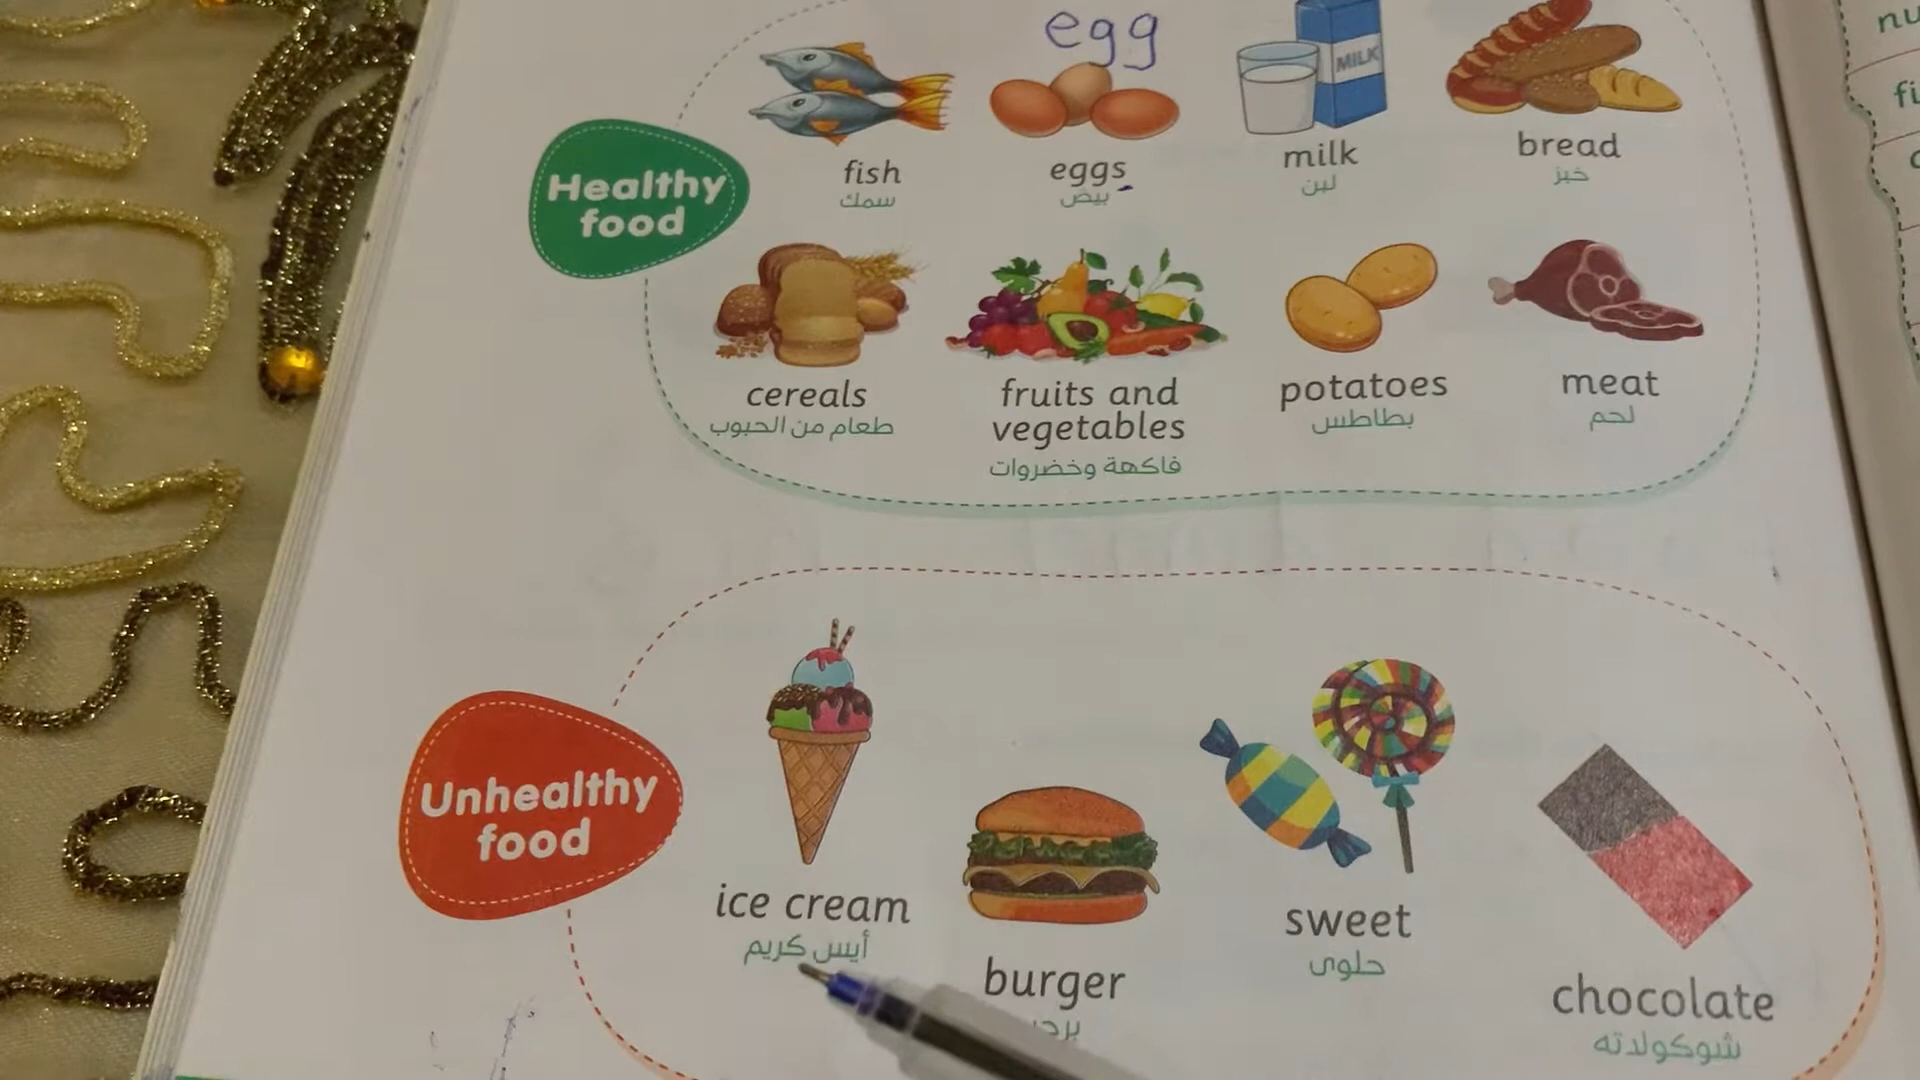 egg
MILK
Healthy
food
fish
سمك
eggs
بيض
milk
لبن
bread
خبز
cereals
طعام من الحبوب
fruits and
vegetables
فاكهة وخضروات
potatoes
بطاطس
meat
لحم
Unhealthy
food
ice cream
أيس كريم
burger
sweet
حلوى
chocolate
شوكولاته